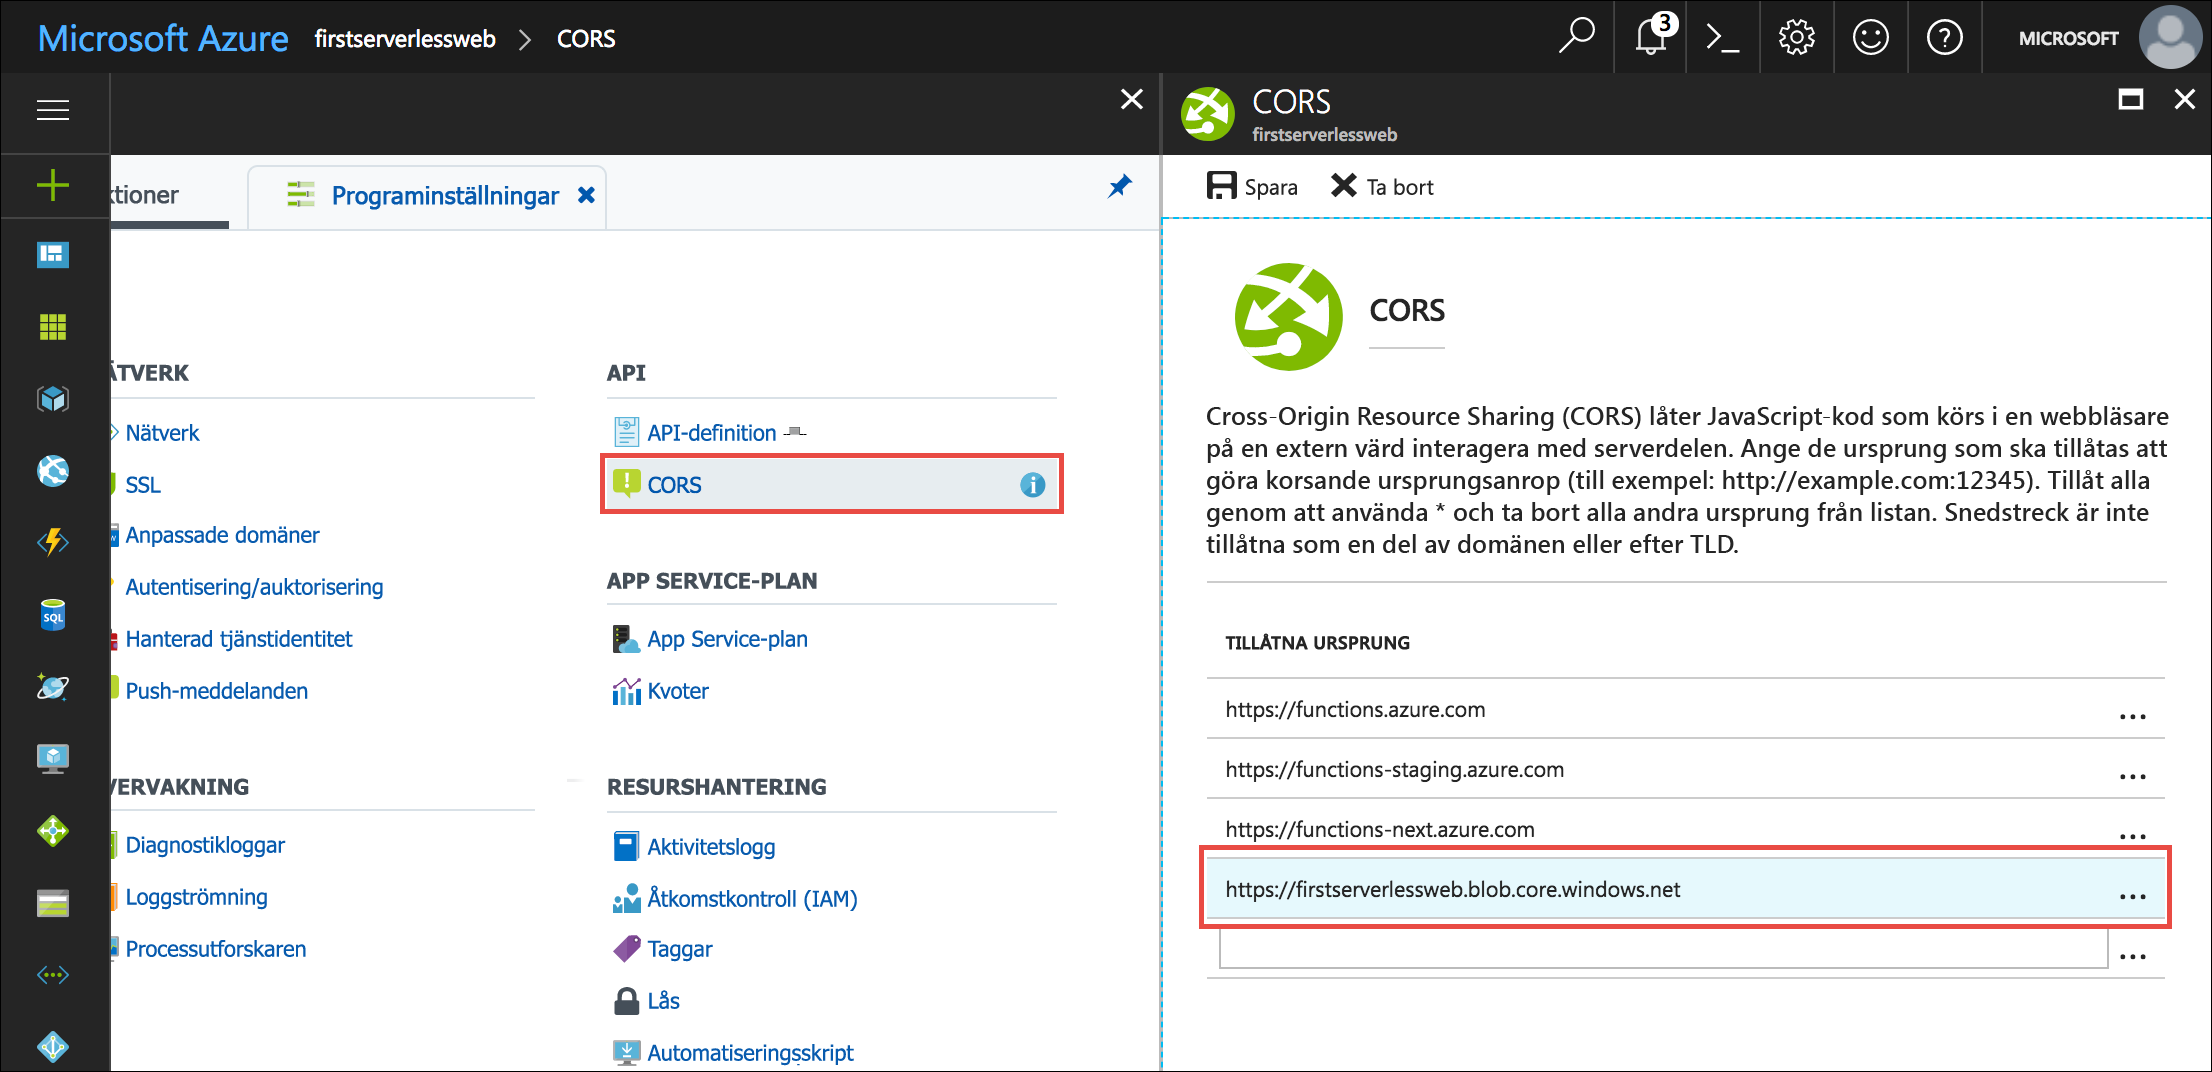 Microsoft Azure firstserverlessweb > CORS
3
MICROSOFT
CORS
firstserverlessweb
ktioner
Programinställningar
Spara
Ta bort
ÄTVERK
Nätverk
SSL
Anpassade domäner
Autentisering/auktorisering
Hanterad tjänstidentitet
Push-meddelanden
VERVAKNING
Diagnostikloggar
Loggströmning
Processutforskaren
API
API-definition
CORS
APP SERVICE-PLAN
App Service-plan
Kvoter
RESURSHANTERING
Aktivitetslogg
Åtkomstkontroll (IAM)
Taggar
Lås
Automatiseringsskript
SQL
CORS
Cross-Origin Resource Sharing (CORS) låter JavaScript-kod som körs i en webbläsare
på en extern värd interagera med serverdelen. Ange de ursprung som ska tillåtas att
göra korsande ursprungsanrop (till exempel: http://example.com:12345). Tillåt alla
genom att använda * och ta bort alla andra ursprung från listan. Snedstreck är inte
tillåtna som en del av domänen eller efter TLD.
TILLÅTNA URSPRUNG
https://functions.azure.com
...
https://functions-staging.azure.com
...
https://functions-next.azure.com
...
https://firstserverlessweb.blob.core.windows.net
...
...